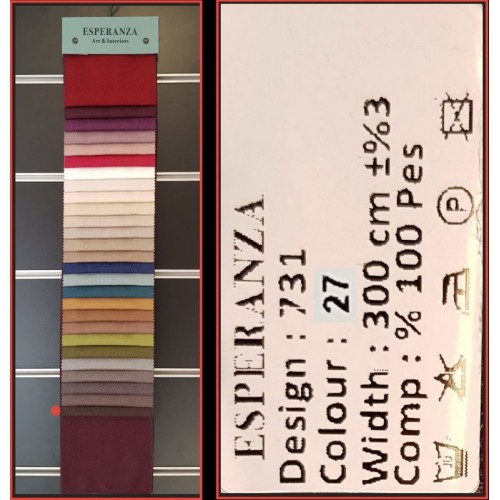 ESPERANZA
Art & Interiors
ESPERANZA
Design : 731
Colour : 27
Width : 300 cm ±%3
Comp : % 100 Pes
P